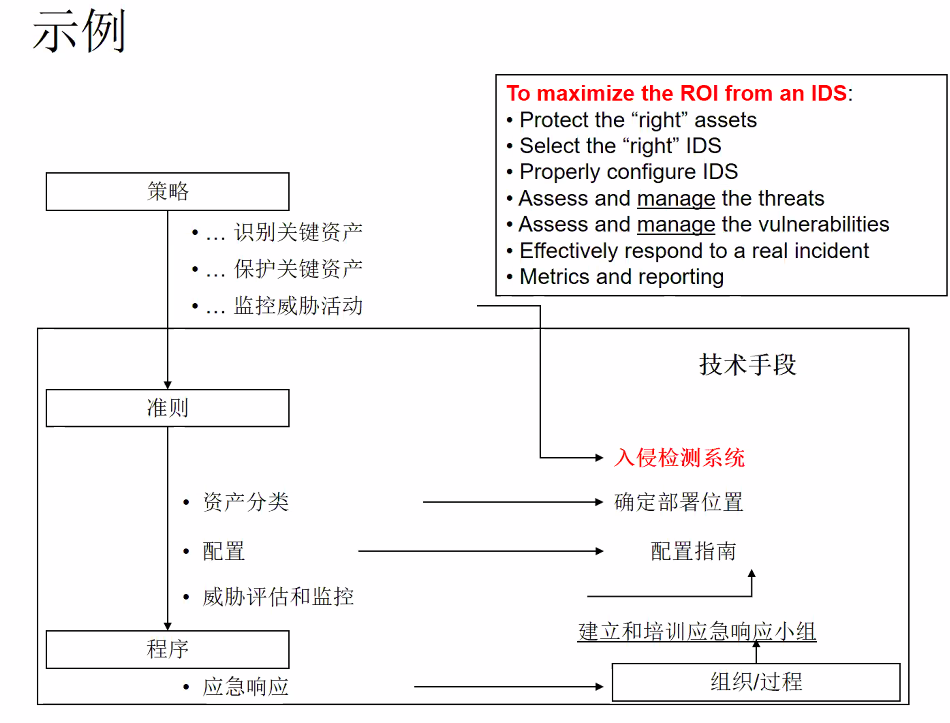 示例
To maximize the ROI from an IDS:
• Protect the “right” assets
• Select the “right” IDS
• Properly configure IDS
• Assess and manage the threats
• Assess and manage the vulnerabilities
• Effectively respond to a real incident
• Metrics and reporting
策略
• … 识别关键资产
• … 保护关键资产
• … 监控威胁活动
技术手段
准则
入侵检测系统
• 资产分类
确定部署位置
• 配置
配置指南
• 威胁评估和监控
建立和培训应急响应小组
程序
组织/过程
• 应急响应